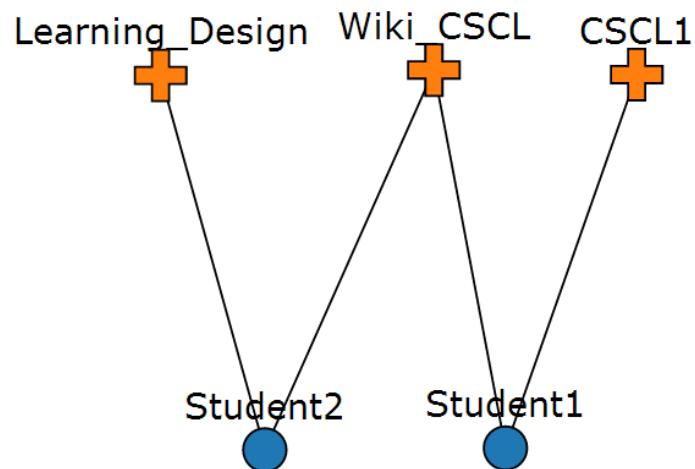 Learning_Design
Wiki_CSCL
CSCL1
Student2
Student1